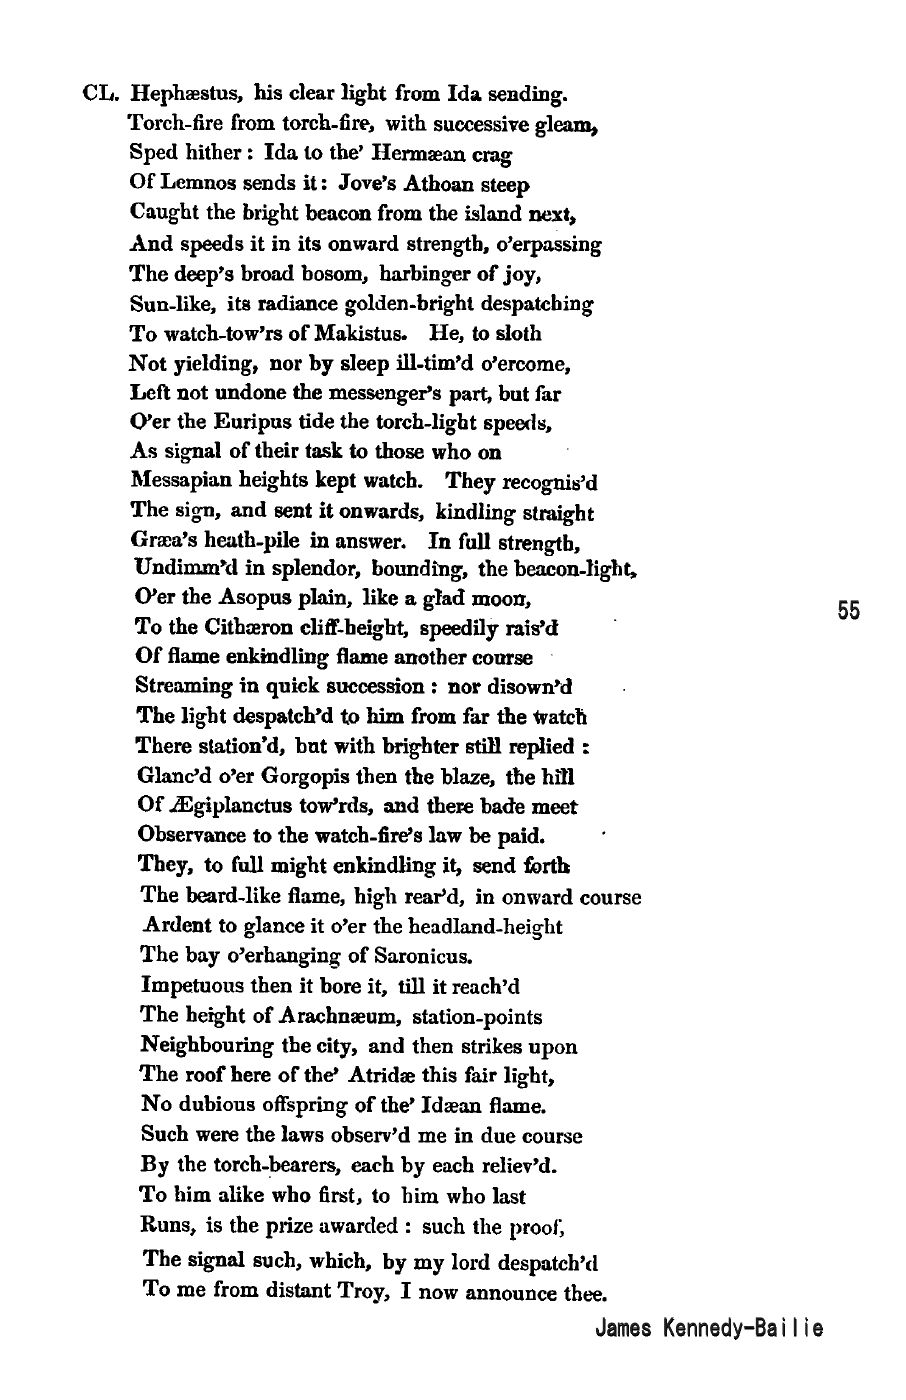 CL. Hephæstus, his clear light from Ida sending.
Torch-fire from torch-fire, with successive gleam,
Sped hither : Ida to the' Hermæan crag
Of Lemnos sends it : Jove's Athoan steep
Caught the bright beacon from the island next,
And speeds it in its onward strength, o'erpassing
The deep's broad bosom, harbinger of joy,
Sun-like, its radiance golden-bright despatching
To watch-tow'rs of Makistus. He, to sloth
Not yielding, nor by sleep ill-tim'd o'ercome,
Left not undone the messenger's part, but far
O'er the Euripus tide the torch-light speeds,
As signal of their task to those who on
Messapian heights kept watch. They recognis'd
The sign, and sent it onwards, kindling straight
Græa's heath-pile in answer. In full strength,
Undimm'd in splendor, bounding, the beacon-light,
O'er the Asopus plain, like a glad moon,
55
To the Cithæron cliff-height, speedily rais'd
Of flame enkindling flame another course
Streaming in quick succession : nor disown'd
The light despatch'd to him from far the watch
There station'd, but with brighter still replied :
Glanc'd o'er Gorgopis then the blaze, the hill
Of Ægiplanctus tow'rds, and there bade meet
Observance to the watch-fire's law be paid.
They, to full might enkindling it, send forth
The beard-like flame, high rear'd, in onward course
Ardent to glance it o'er the headland-height
The bay o'erhanging of Saronicus.
Impetuous then it bore it, till it reach'd
The height of Arachnæum, station-points
Neighbouring the city, and then strikes upon
The roof here of the' Atridæ this fair light,
No dubious offspring of the' Idæan flame.
Such were the laws observ'd me in due course
By the torch-bearers, each by each reliev'd.
To him alike who first, to him who last
Runs, is the prize awarded : such the proof,
The signal such, which, by my lord despatch'd
To me from distant Troy, I now announce thee.
James Kennedy-Bailie